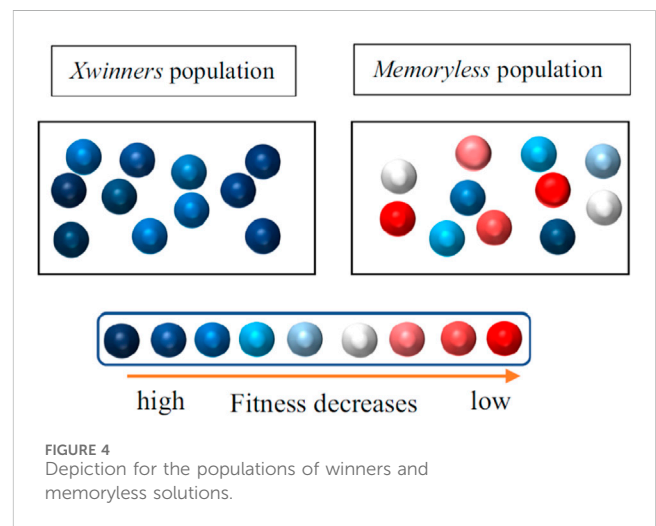 Xwinners population
Memoryless population
high Fitness decreases low
FIGURE 4
Depiction for the populations of winners and
memoryless solutions.